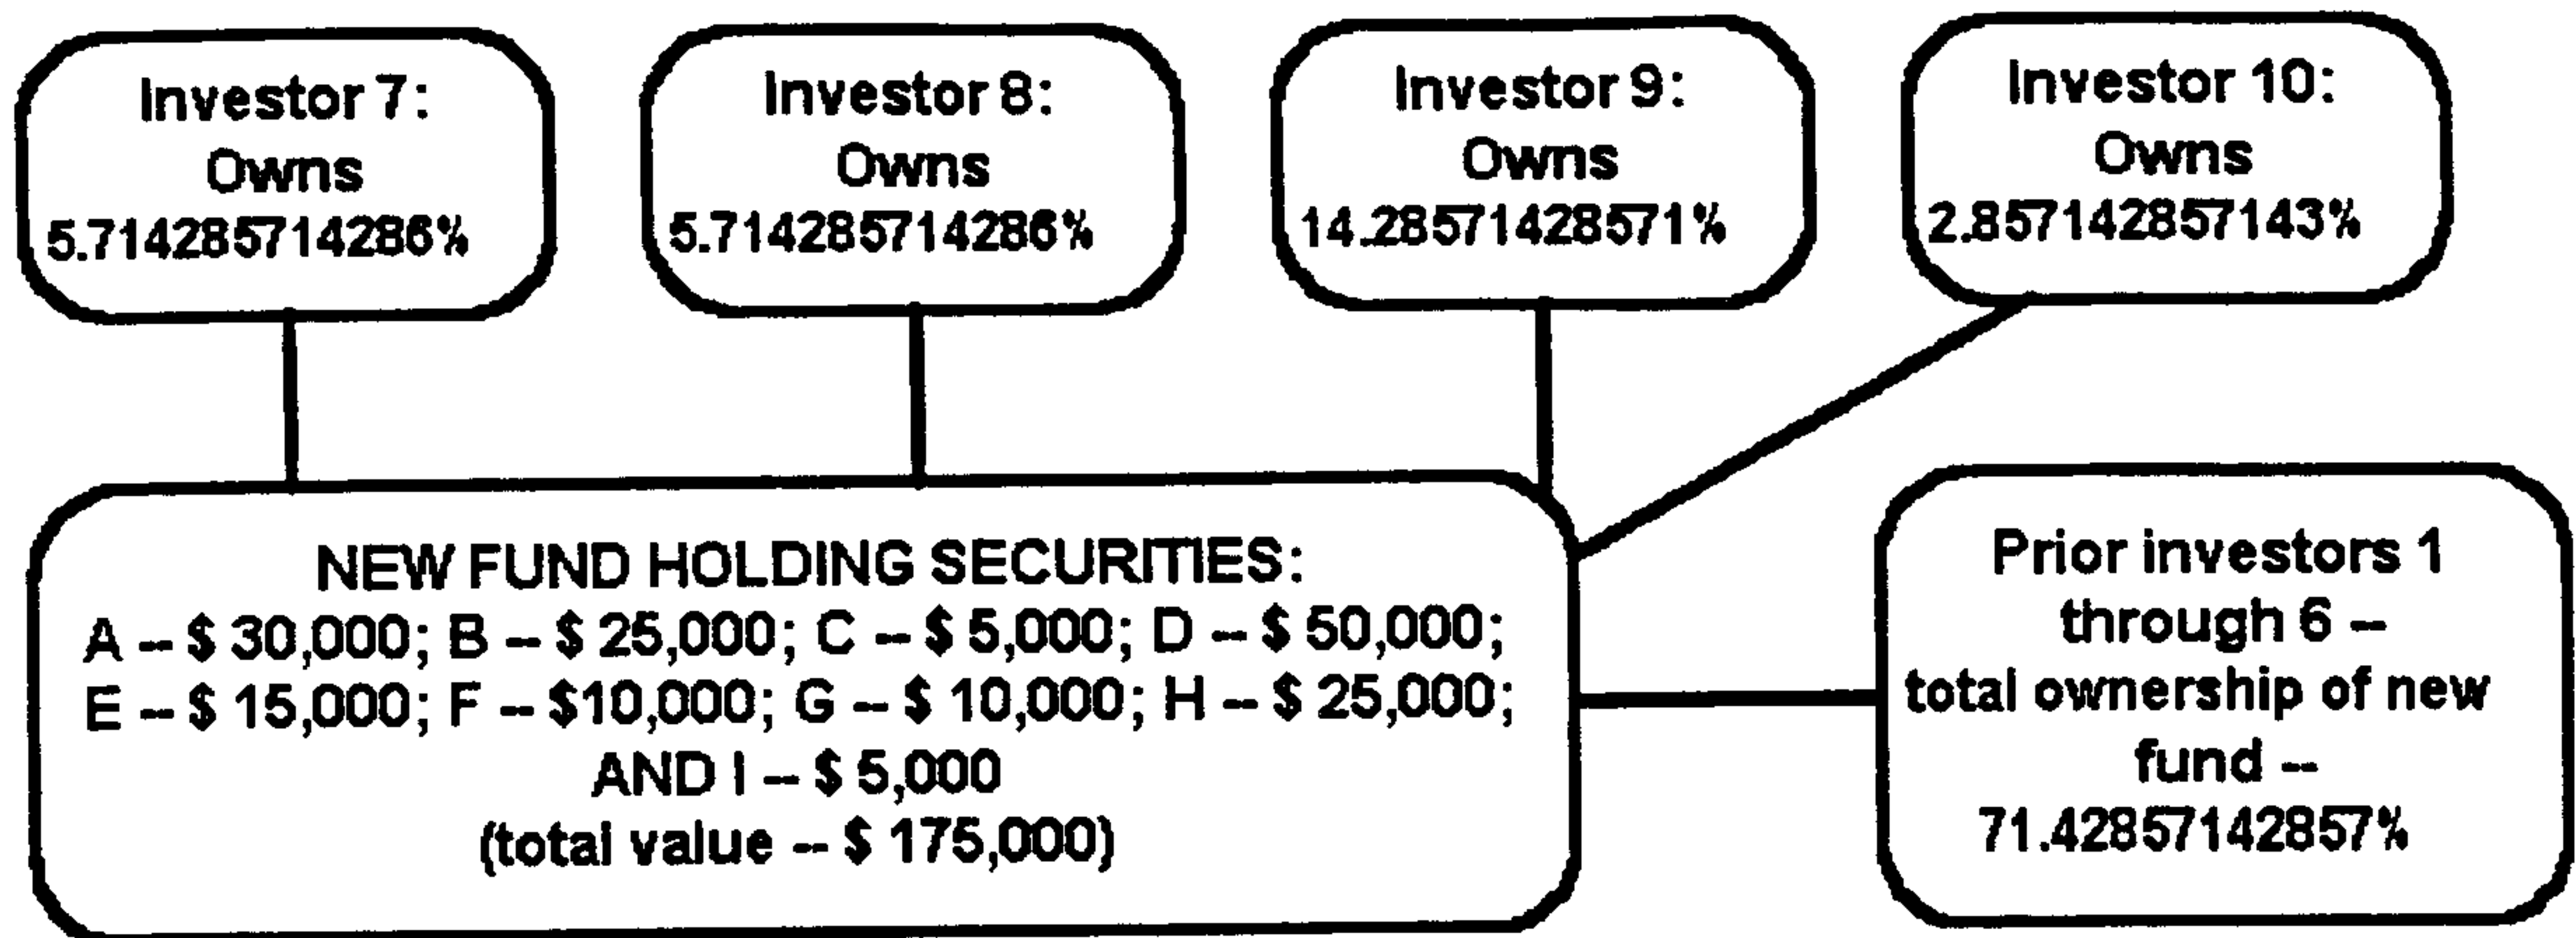 Investor 7:
Owns
5.714285714286%
Investor 8:
Owns
5.714285714286%
Investor 9:
Owns
14.28571428571%
Investor 10:
Owns
2.857142857143%
NEW FUND HOLDING SECURITIES:
A -- $ 30,000; B -- $ 25,000; C -- $ 5,000; D -- $ 50,000;
E -- $ 15,000; F -- $10,000; G -- $ 10,000; H -- $ 25,000;
AND I -- $ 5,000
(total value -- $ 175,000)
Prior investors 1
through 6 --
total ownership of new
fund --
71.42857142857%